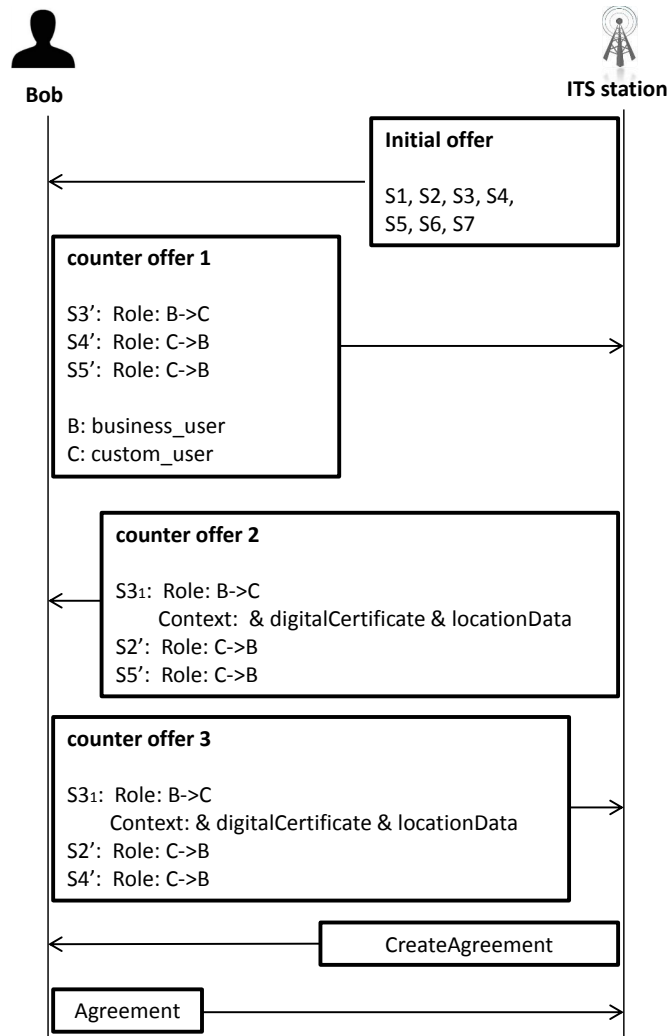 Bob
ITS station
Initial offer
S1, S2, S3, S4,
S5, S6, S7
counter offer 1
S3’: Role: B->C
S4’: Role: C->B
S5’: Role: C->B
B: business_user
C: custom_user
counter offer 2
S3₁: Role: B->C
Context: & digitalCertificate & locationData
S2’: Role: C->B
S5’: Role: C->B
counter offer 3
S3₁: Role: B->C
Context: & digitalCertificate & locationData
S2’: Role: C->B
S4’: Role: C->B
CreateAgreement
Agreement